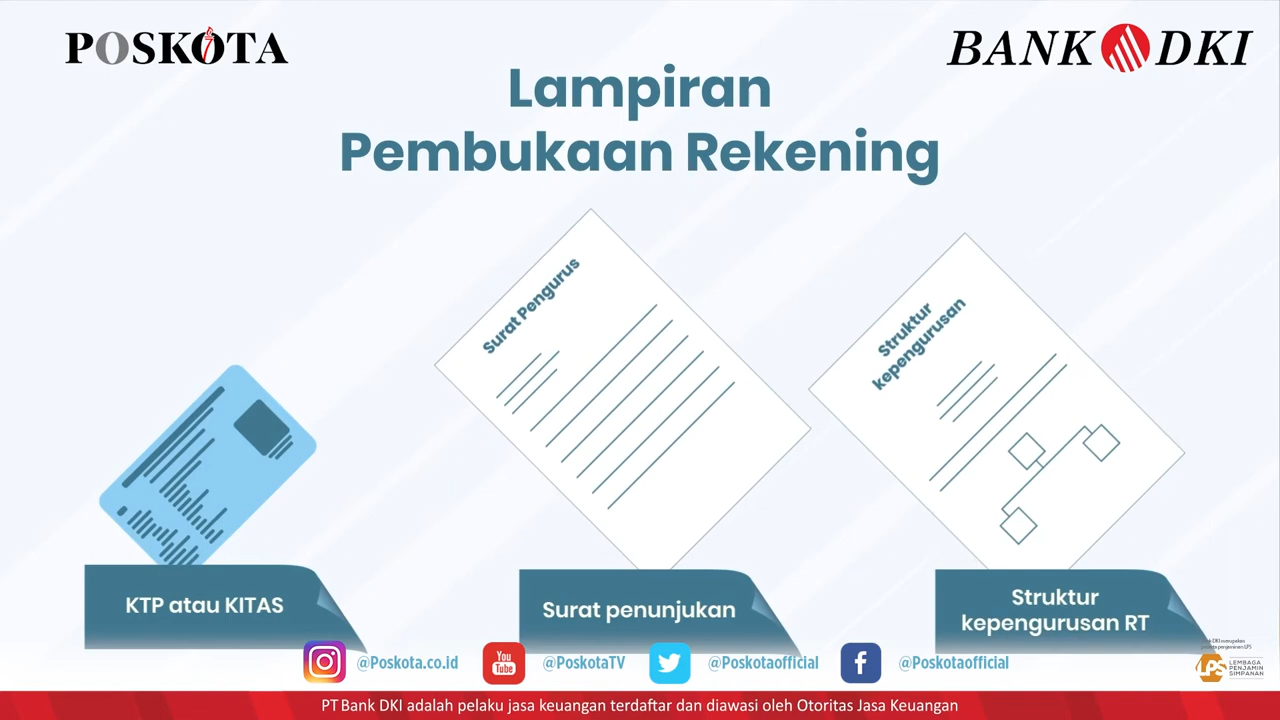 POSKOTA
BANK DKI
Lampiran
Pembukaan Rekening
Surat Pengurus
Struktur
kepengurusan
KTP atau KITAS
Surat penunjukan
Struktur
kepengurusan RT
@Poskota.co.id
You
Tube
@PoskotaTV
@Poskotaofficial
@Poskotaofficial
LPS
LEMBAGA
PENJAMIN
SIMPANAN
PT Bank DKI adalah pelaku jasa keuangan terdaftar dan diawasi oleh Otoritas Jasa Keuangan